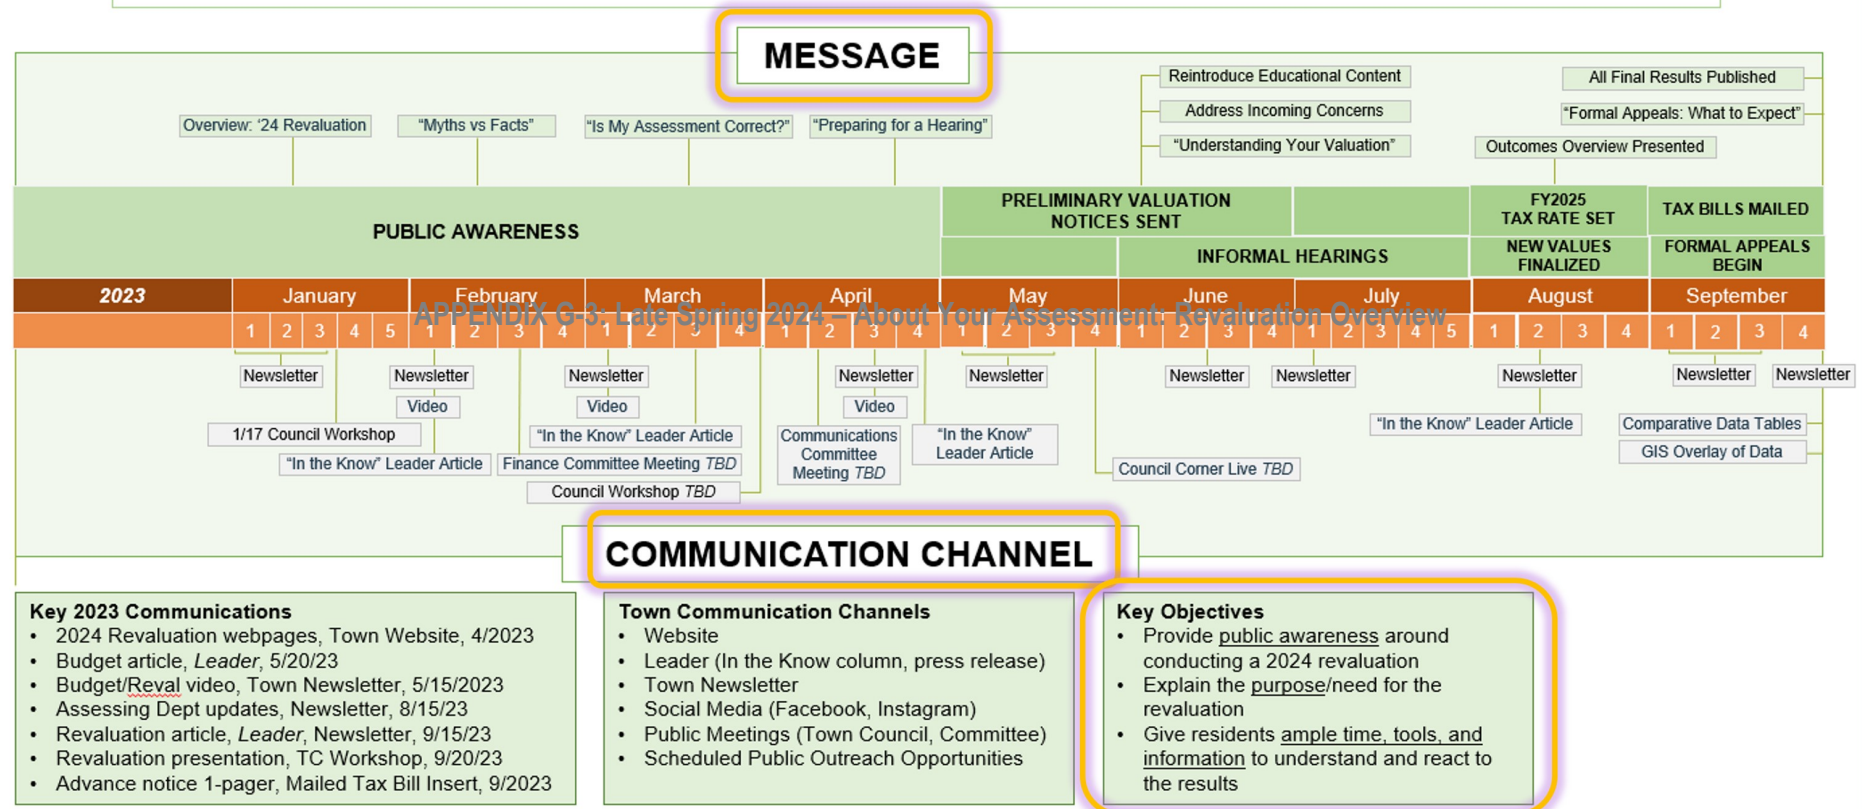 MESSAGE
Reintroduce Educational Content
All Final Results Published
Address Incoming Concerns
“Formal Appeals: What to Expect”
Overview: ‘24 Revaluation
“Myths vs Facts”
“Is My Assessment Correct?”
“Preparing for a Hearing”
“Understanding Your Valuation”
Outcomes Overview Presented
PUBLIC AWARENESS
PRELIMINARY VALUATION
NOTICES SENT
FY2025
TAX RATE SET
TAX BILLS MAILED
INFORMAL HEARINGS
NEW VALUES
FINALIZED
FORMAL APPEALS
BEGIN
2023 January February March April May June July August September
APPENDIX G-3: Late Spring 2024 – About Your Assessment: Revaluation Overview
1 2 3 4 5 1 2 3 4 1 2 3 4 1 2 3 4 1 2 3 4 1 2 3 4 1 2 3 4 5 1 2 3 4 1 2 3 4
Newsletter Newsletter Newsletter Newsletter Newsletter Newsletter Newsletter Newsletter Newsletter Newsletter
Video Video Video
1/17 Council Workshop
“In the Know” Leader Article
“In the Know” Leader Article
Finance Committee Meeting TBD
Council Workshop TBD
Communications
Committee
Meeting TBD
“In the Know”
Leader Article
Council Corner Live TBD
“In the Know” Leader Article
Comparative Data Tables
GIS Overlay of Data
COMMUNICATION CHANNEL
Key 2023 Communications
• 2024 Revaluation webpages, Town Website, 4/2023
• Budget article, Leader, 5/20/23
• Budget/Reval video, Town Newsletter, 5/15/2023
• Assessing Dept updates, Newsletter, 8/15/23
• Revaluation article, Leader, Newsletter, 9/15/23
• Revaluation presentation, TC Workshop, 9/20/23
• Advance notice 1-pager, Mailed Tax Bill Insert, 9/2023
Town Communication Channels
• Website
• Leader (In the Know column, press release)
• Town Newsletter
• Social Media (Facebook, Instagram)
• Public Meetings (Town Council, Committee)
• Scheduled Public Outreach Opportunities
Key Objectives
• Provide public awareness around
conducting a 2024 revaluation
• Explain the purpose/need for the
revaluation
• Give residents ample time, tools, and
information to understand and react to
the results